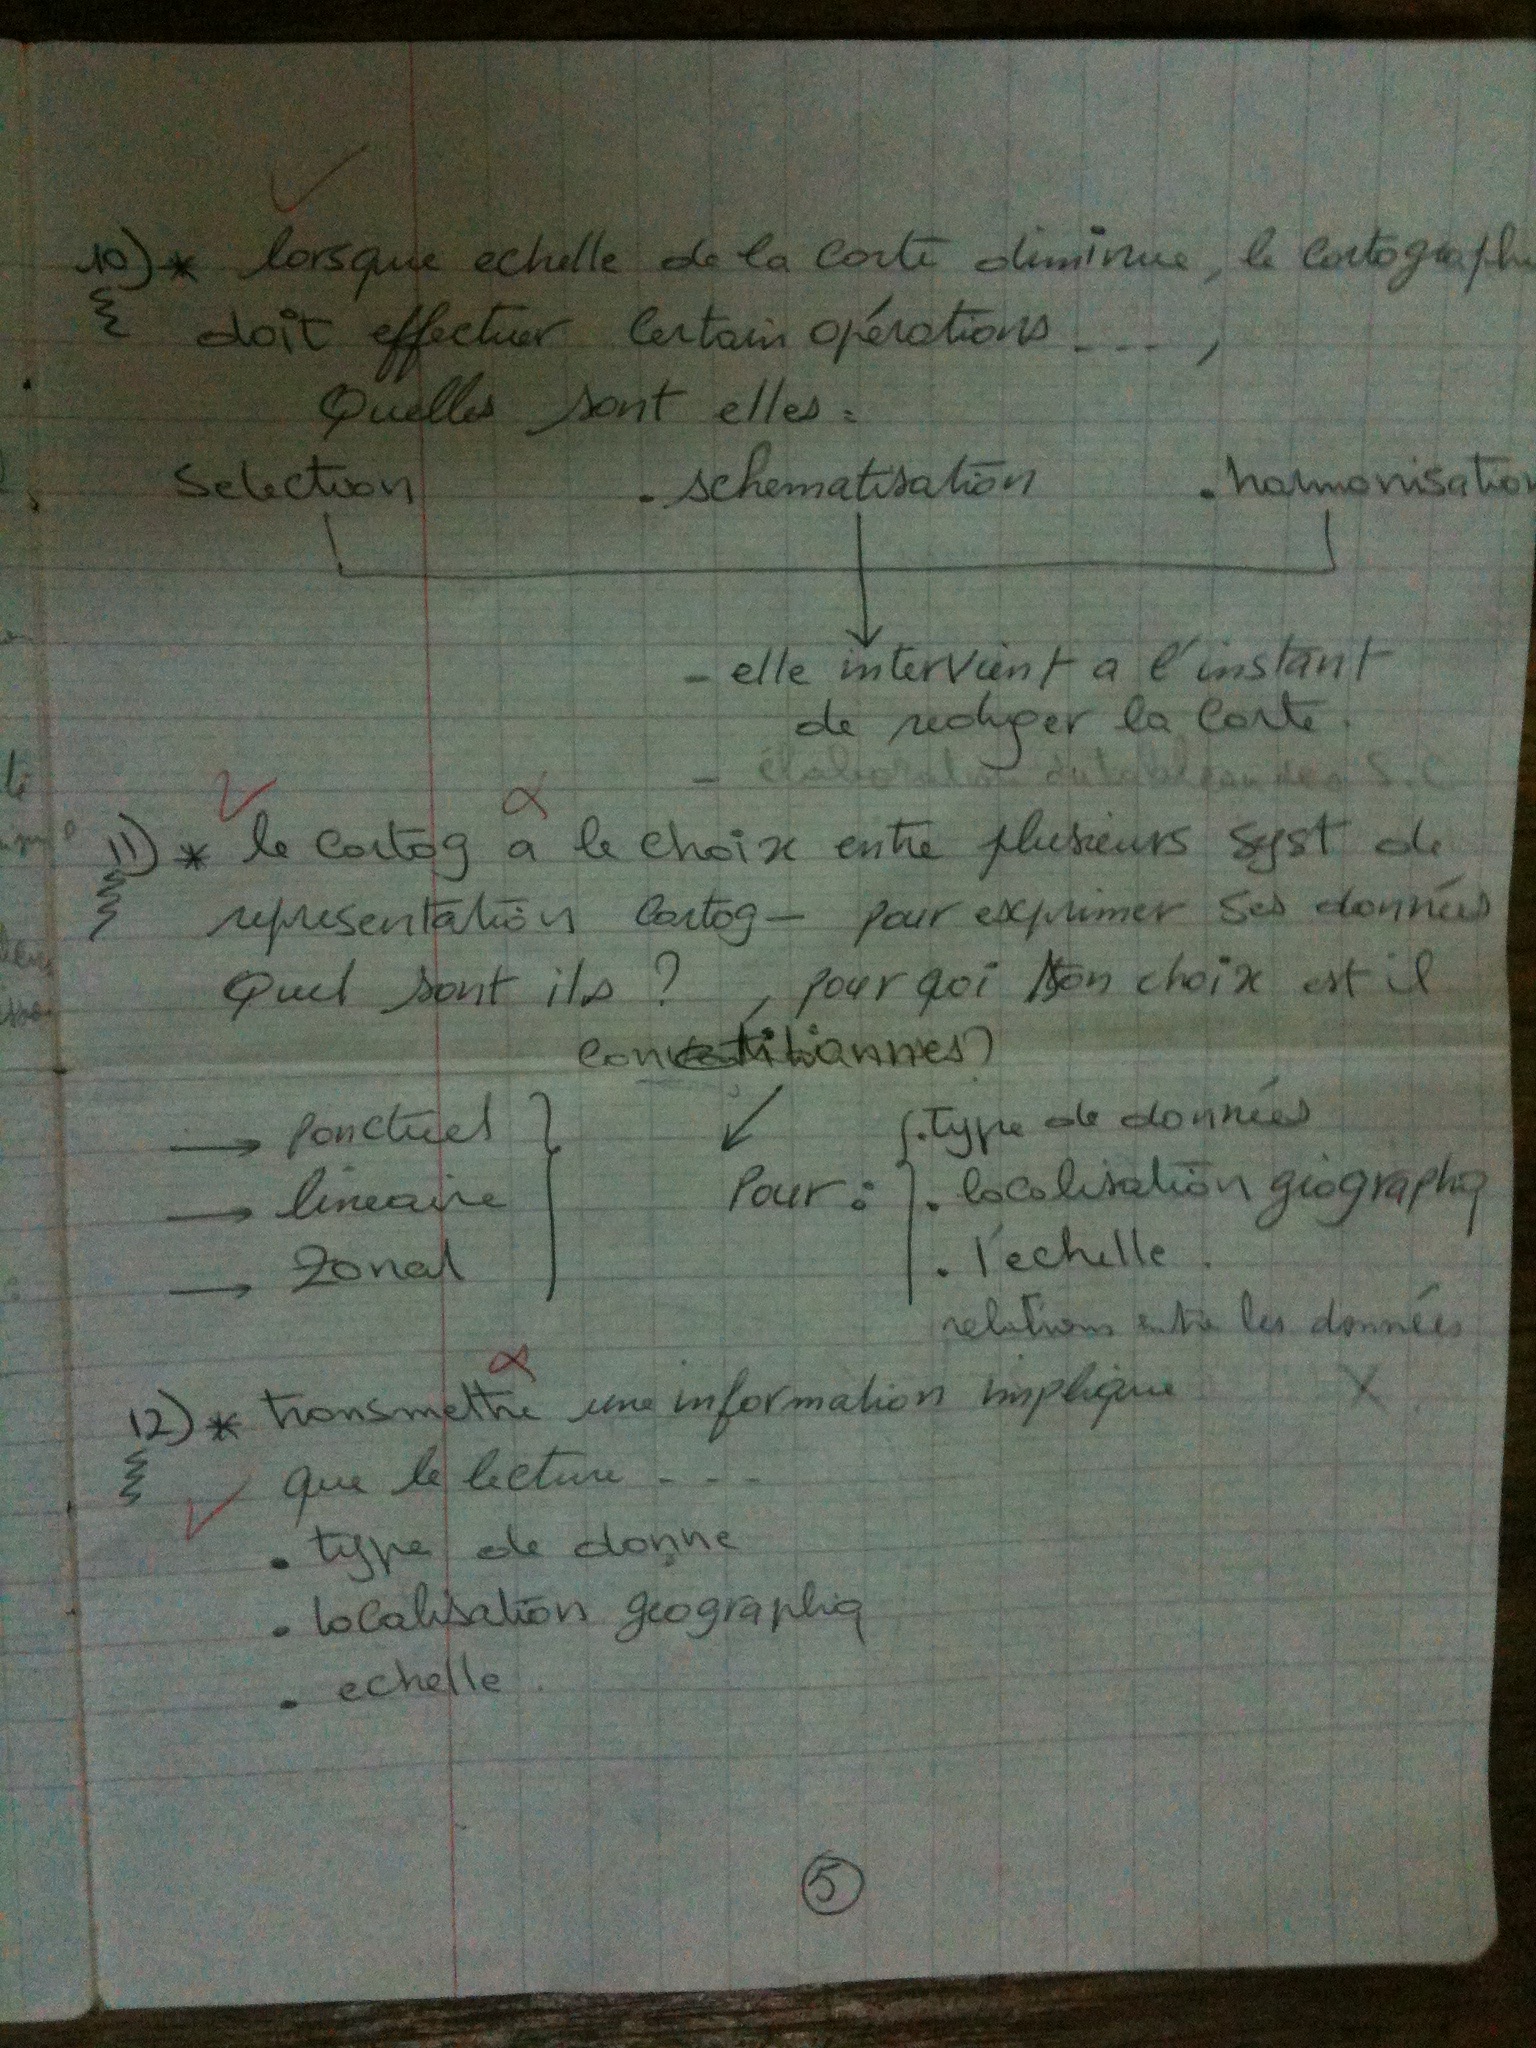 10) * lorsque echelle de la carte diminue, le cartographe
doit effectuer certain opérations - - - ,
Quelles sont elles :
Selection . schematisation . harmonisation
- elle intervient a l'instant
de rediger la carte.
- élaboration du tableau des S.C
11) * le cartog a le choix entre plusieurs syst de
representation cartog - pour exprimer ses données
Quel sont ils ? , pour qoi son choix est il
→ ponctuel
→ lineaire
→ Zonal
Pour :
. type de données
. localisation géographiq
. l'echelle .
relations entre les données
12) * transmettre une information implique X
que le lecture - - -
. type de donne
. localisation geographiq
. echelle .
5